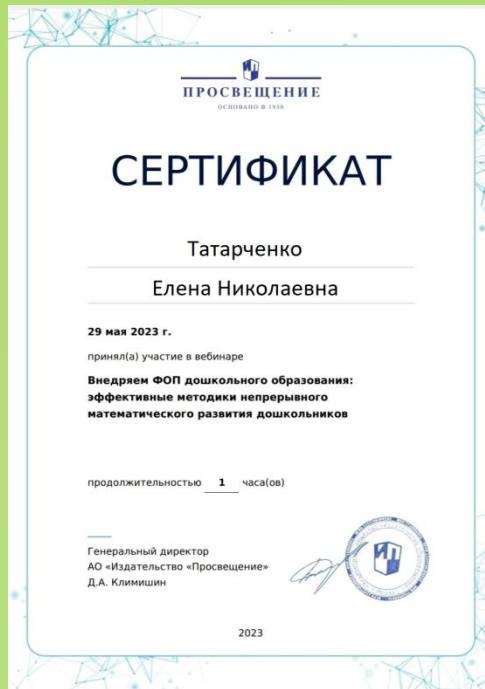 ПРОСВЕЩЕНИЕ
ОСНОВАНО В 1930
СЕРТИФИКАТ
Татарченко
Елена Николаевна
29 мая 2023 г.
принял(а) участие в вебинаре
Внедряем ФОП дошкольного образования:
эффективные методики непрерывного
математического развития дошкольников
продолжительностью 1 часа(ов)
Генеральный директор
АО «Издательство «Просвещение»
Д.А. Климишин
2023